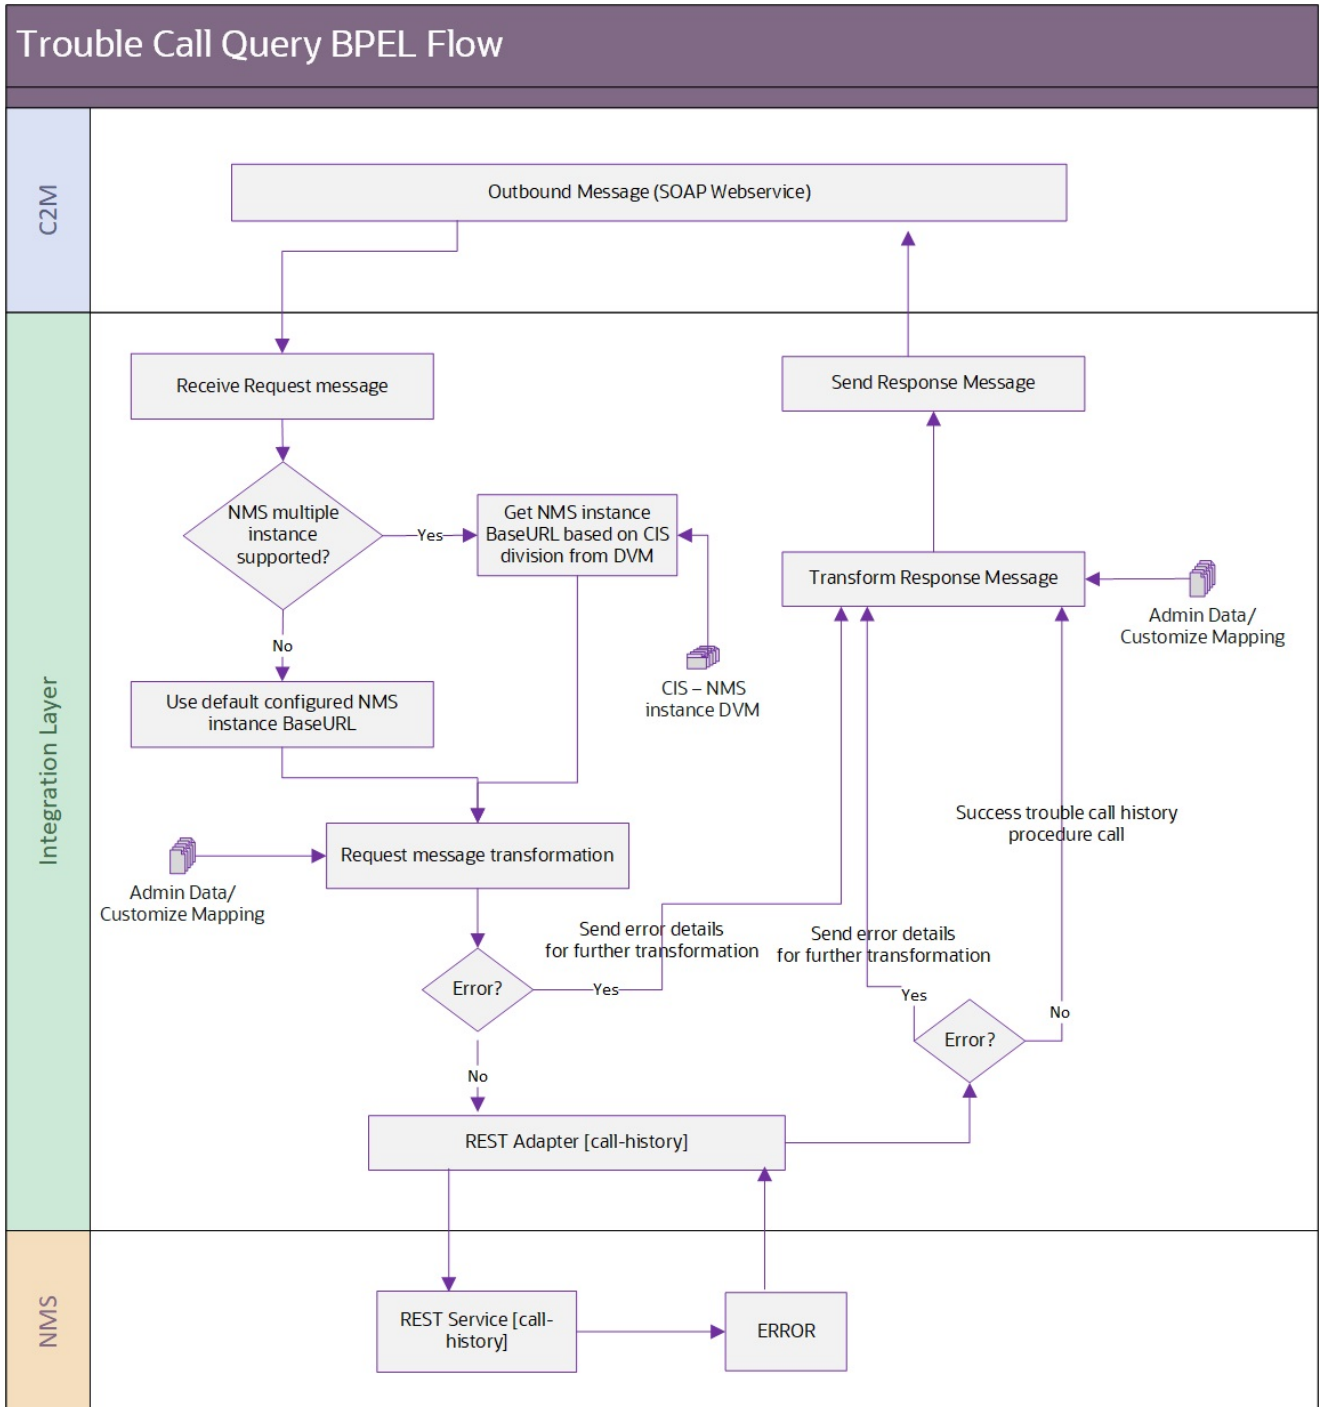 Trouble Call Query BPEL Flow
C2M
Outbound Message (SOAP Webservice)
Integration Layer
Receive Request message
Send Response Message
NMS multiple
instance
supported?
Yes
Get NMS instance
BaseURL based on CIS
division from DVM
Transform Response Message
Admin Data/
Customize Mapping
No
CIS – NMS
instance DVM
Use default configured NMS
instance BaseURL
Success trouble call history
procedure call
Request message transformation
Admin Data/
Customize Mapping
Send error details
for further transformation
Send error details
for further transformation
Error?
Yes
Yes
No
Error?
No
REST Adapter [call-history]
NMS
REST Service [call-
history]
ERROR